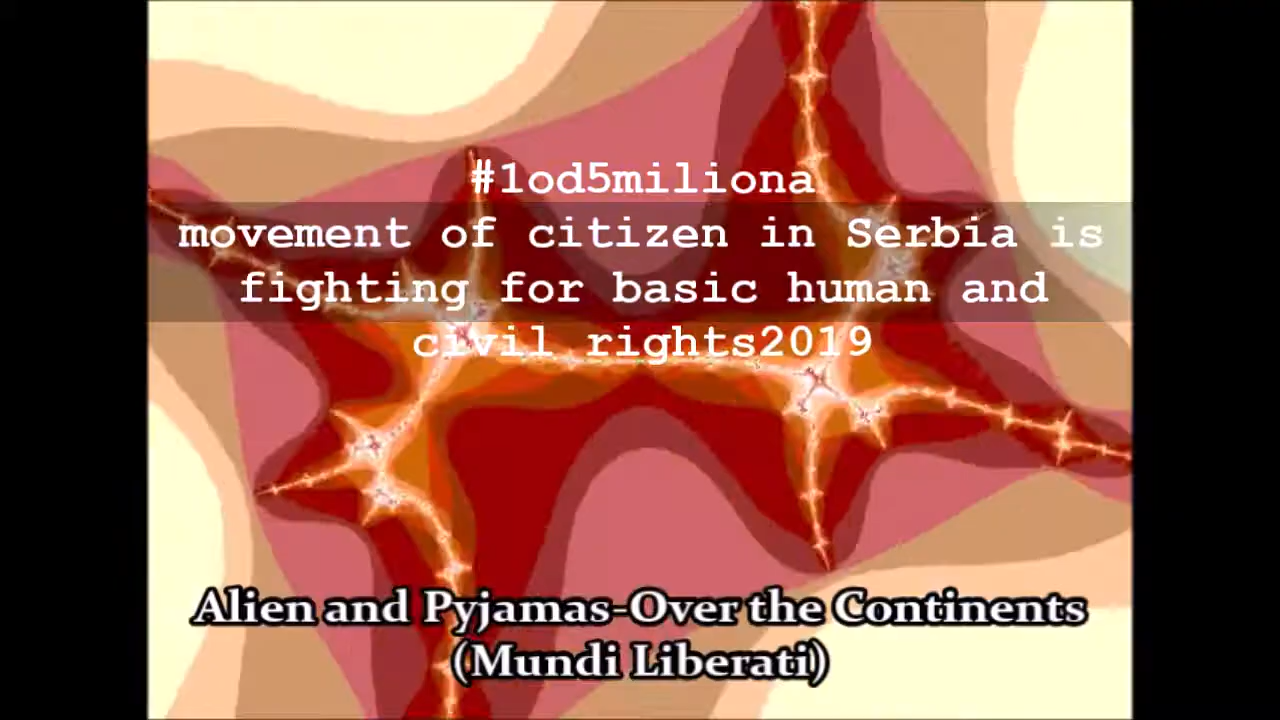 #1od5miliona
movement of citizen in Serbia is
fighting for basic human and
civil rights2019
Alien and Pyjamas-Over the Continents
(Mundi Liberati)